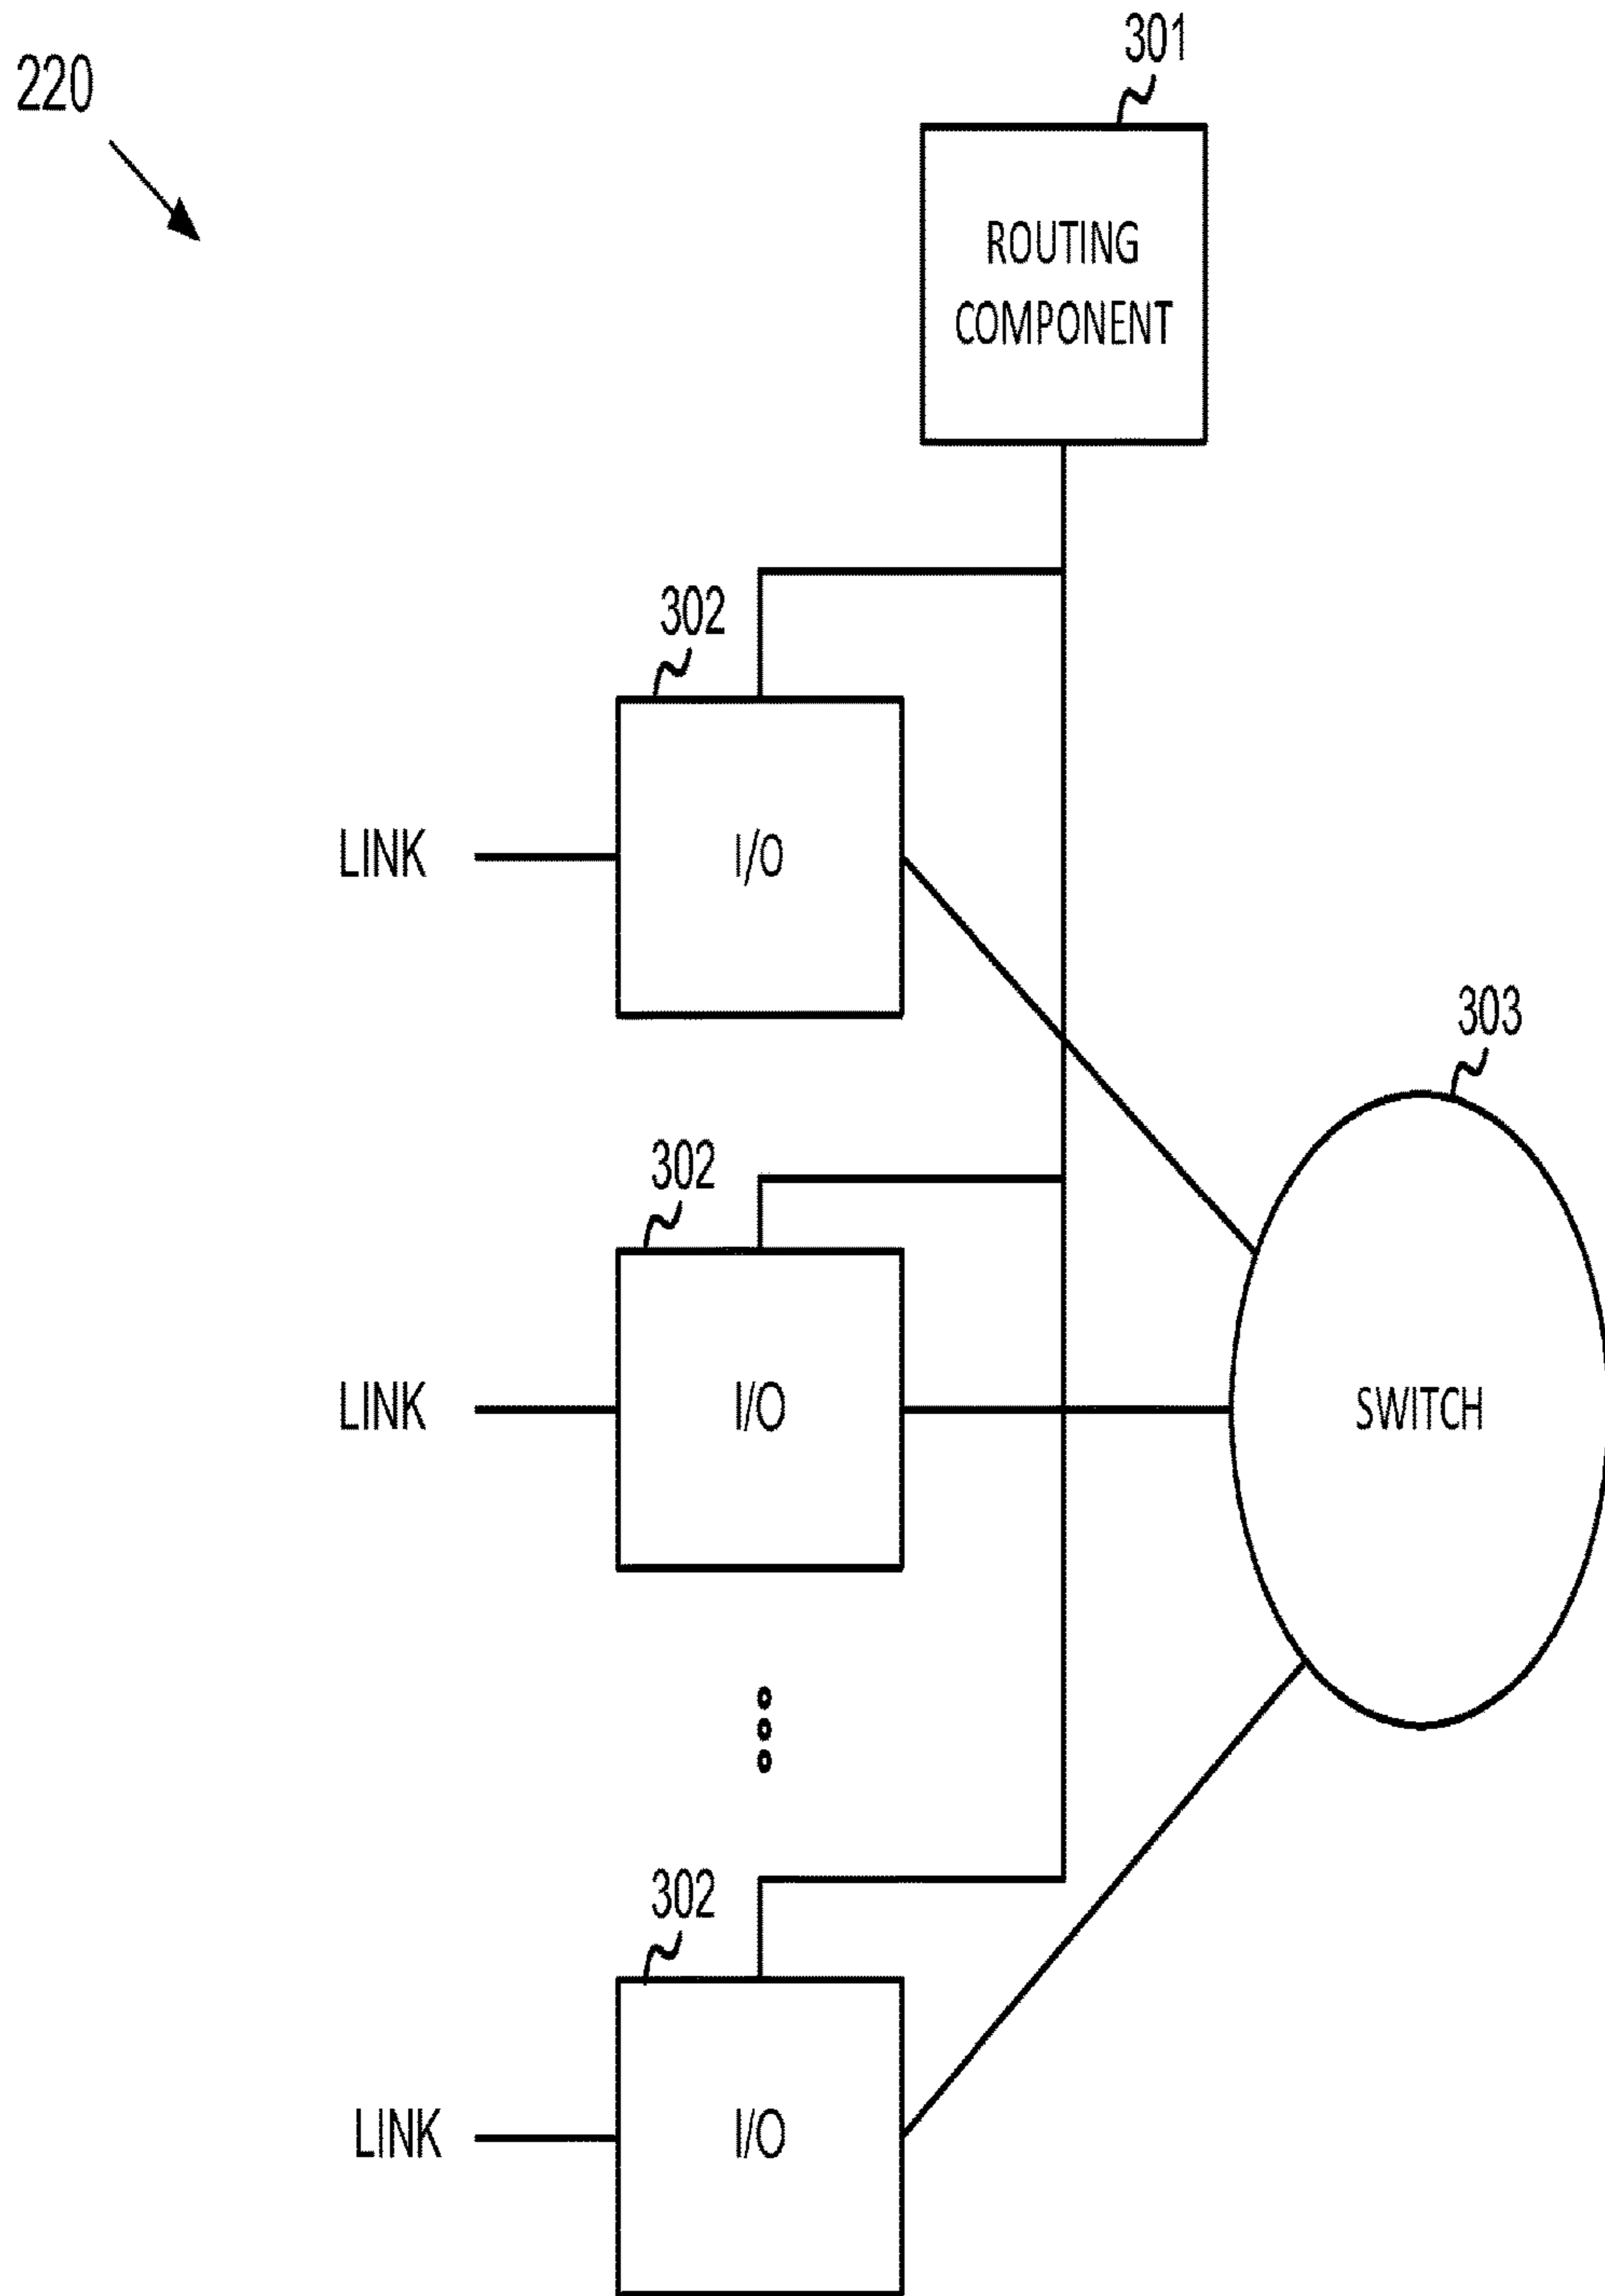 301
220
ROUTING
COMPONENT
302
LINK
I/O
303
302
LINK
I/O
SWITCH
302
LINK
I/O